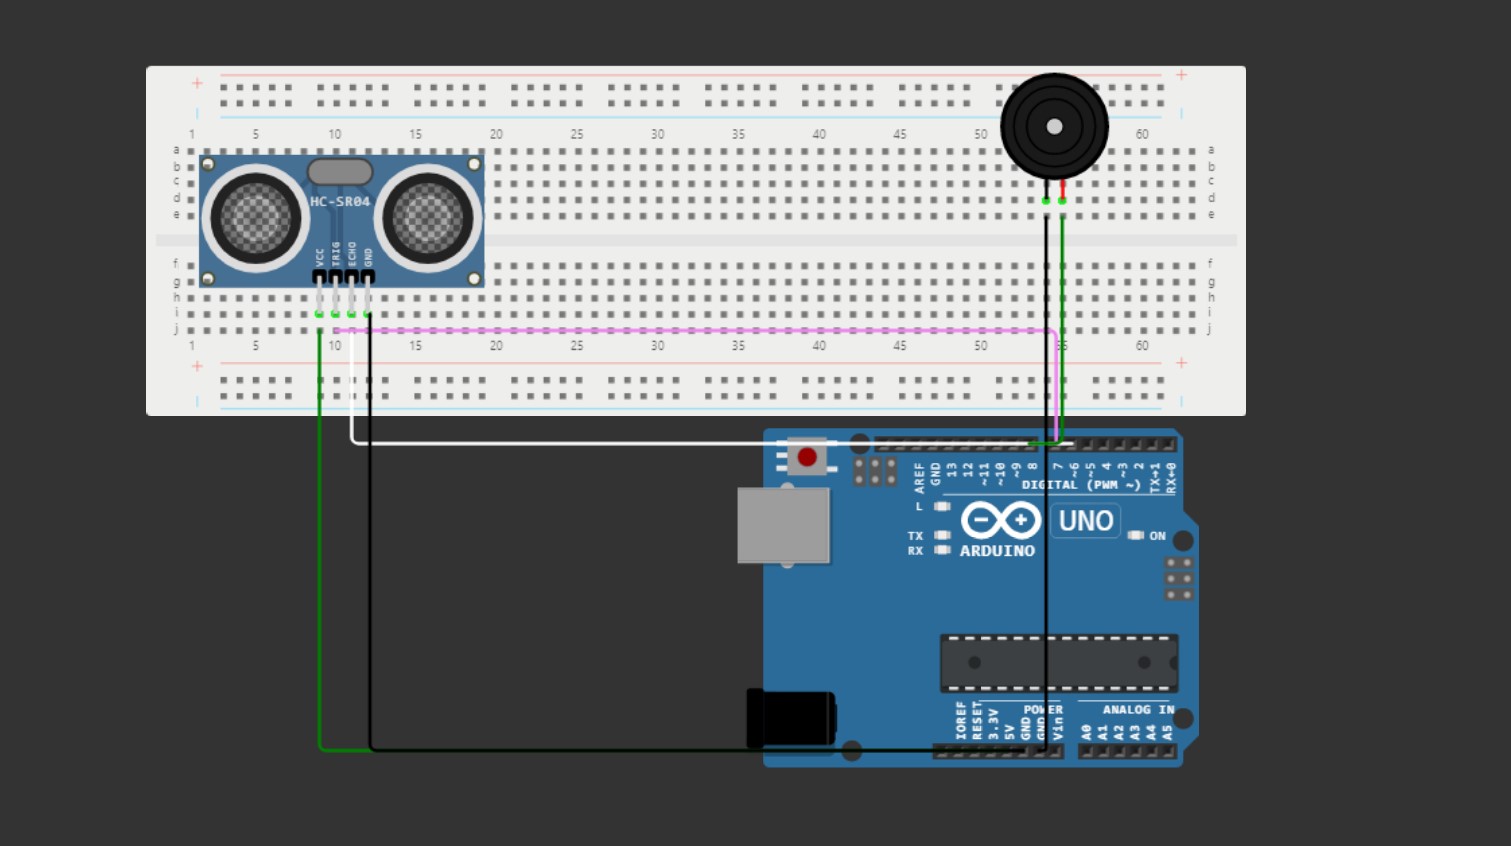 + +
1 5 10 15 20 25 30 35 40 45 50 60
a a
b b
c c
d d
e e
HC-SR04
VCC TRIG ECHO GND
f f
g g
h h
i i
j j
1 5 10 15 20 25 30 35 40 45 50 55 60
+ +
AREF GND 13 12 ~11 ~10 ~9 8 7 ~6 ~5 4 ~3 2 TX→1 RX←0
DIGITAL (PWM ~)
L
UNO
TX ON
RX ARDUINO
IOREF RESET 3.3V 5V GND GND Vin A0 A1 A2 A3 A4 A5
POWER ANALOG IN